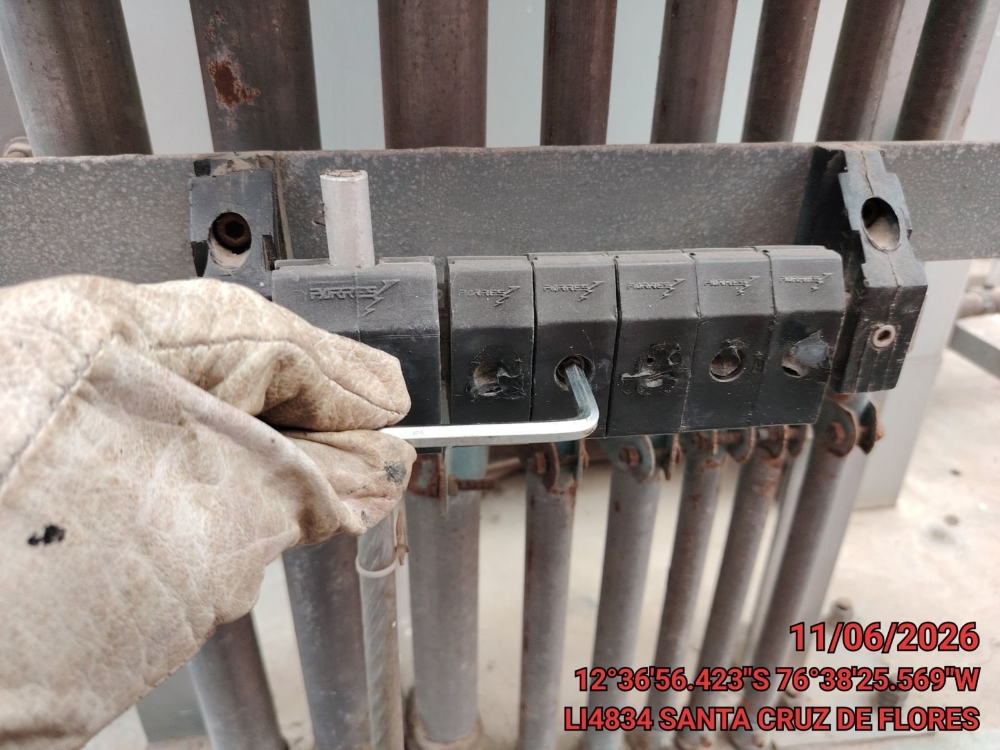 PARRES
PARRES
PARRES
PARRES
PARRES
PARRES
11/06/2026
12°36'56.423"S 76°38'25.569"W
LI4834 SANTA CRUZ DE FLORES